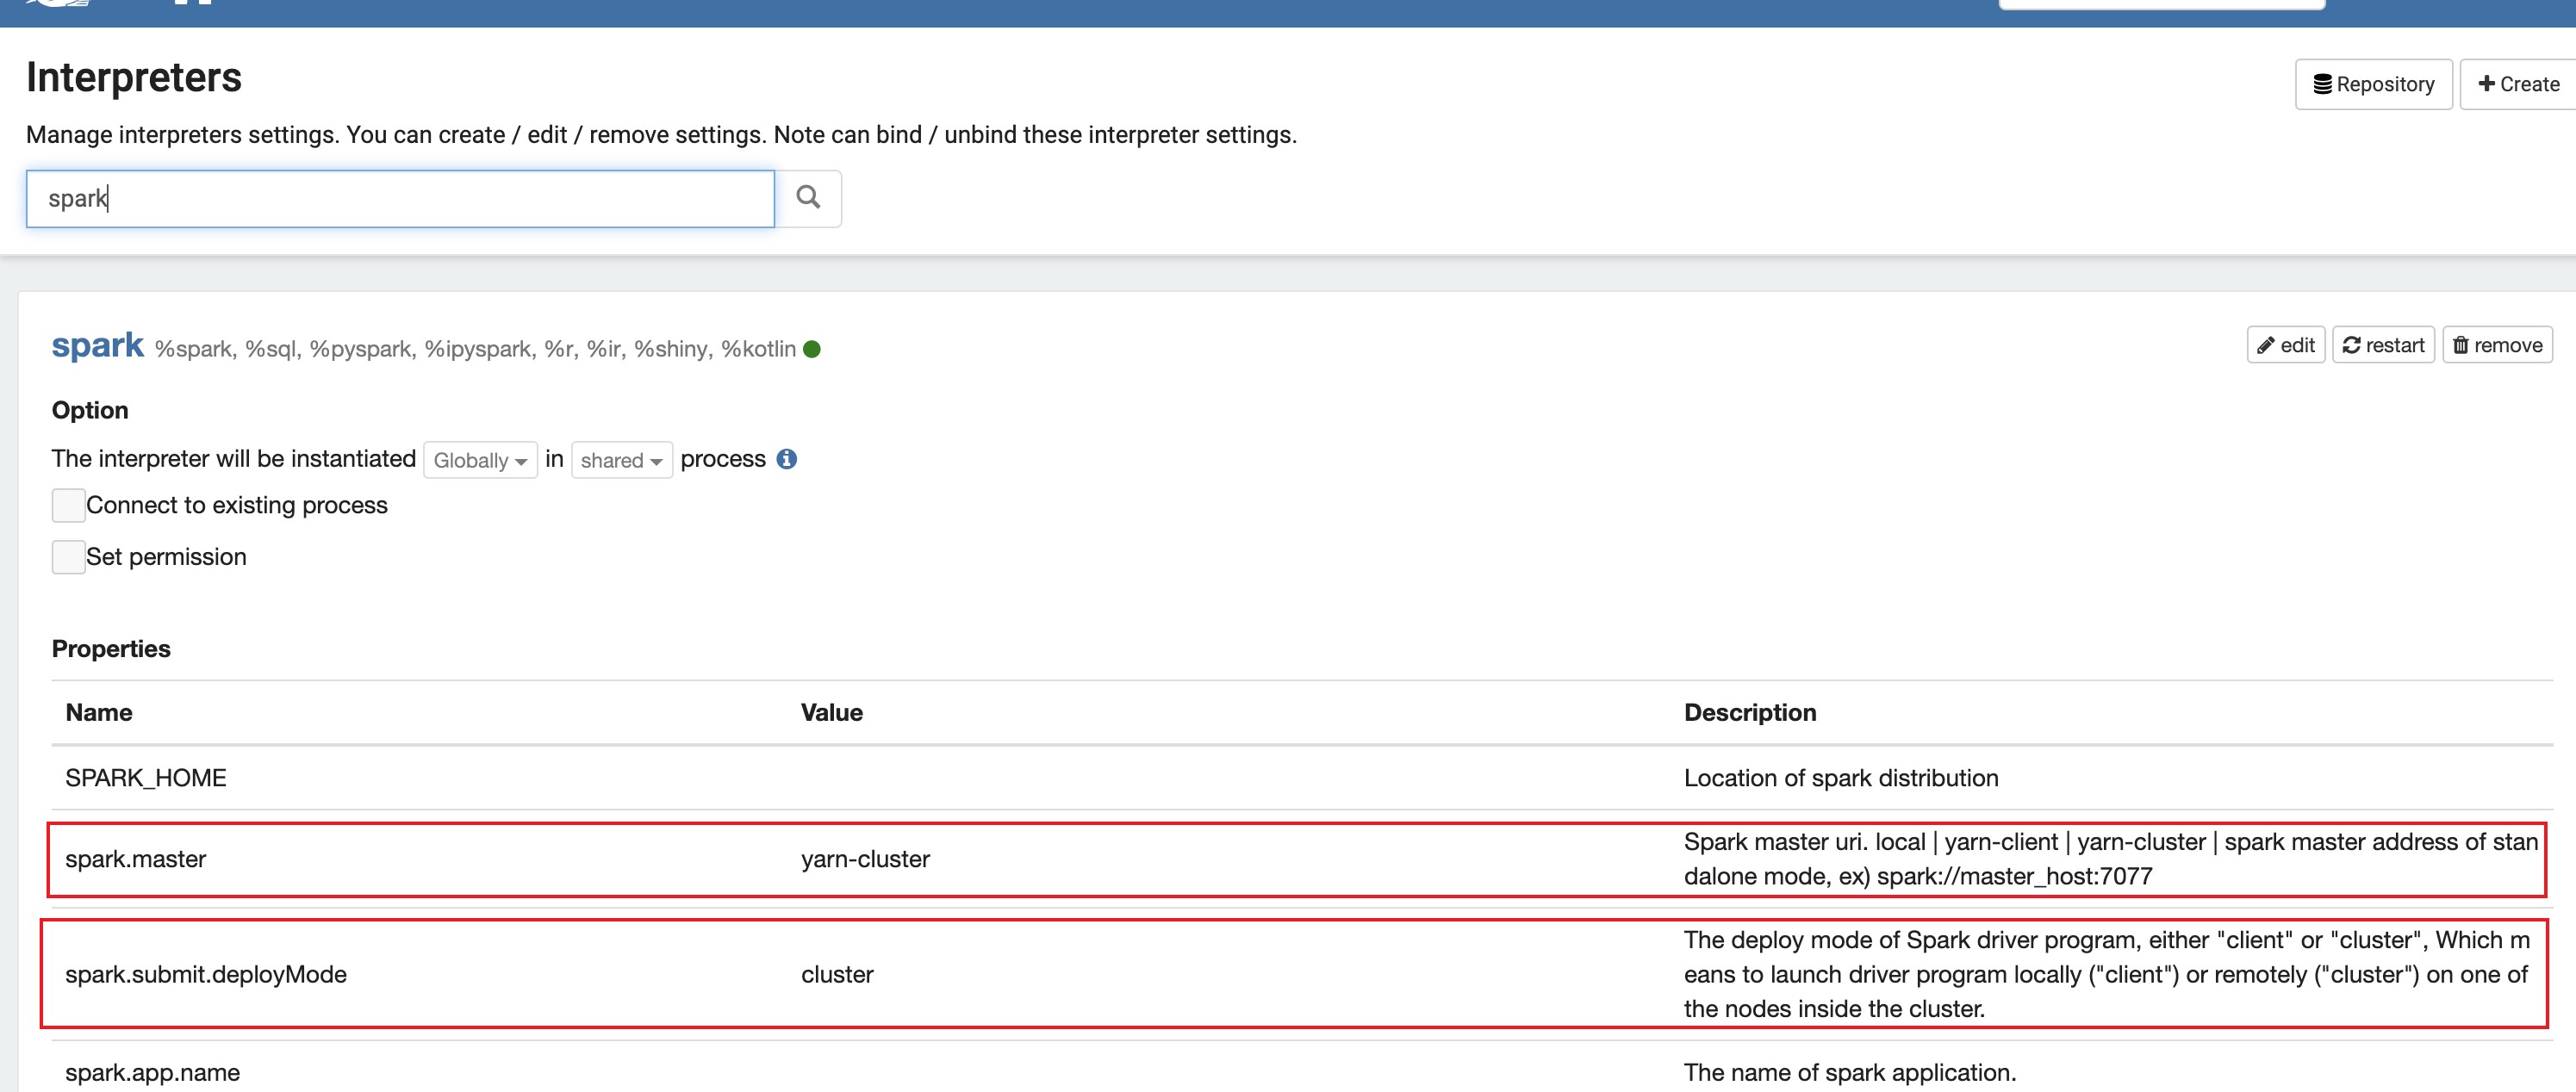 Interpreters
Repository
Create
Manage interpreters settings. You can create / edit / remove settings. Note can bind / unbind these interpreter settings.
spark
spark %spark, %sql, %pyspark, %ipyspark, %r, %ir, %shiny, %kotlin
edit
restart
remove
Option
The interpreter will be instantiated Globally in shared process
Connect to existing process
Set permission
Properties
Name Value Description
SPARK_HOME Location of spark distribution
spark.master yarn-cluster Spark master uri. local | yarn-client | yarn-cluster | spark master address of stan
dalone mode, ex) spark://master_host:7077
spark.submit.deployMode cluster The deploy mode of Spark driver program, either "client" or "cluster", Which m
eans to launch driver program locally ("client") or remotely ("cluster") on one of
the nodes inside the cluster.
spark.app.name The name of spark application.